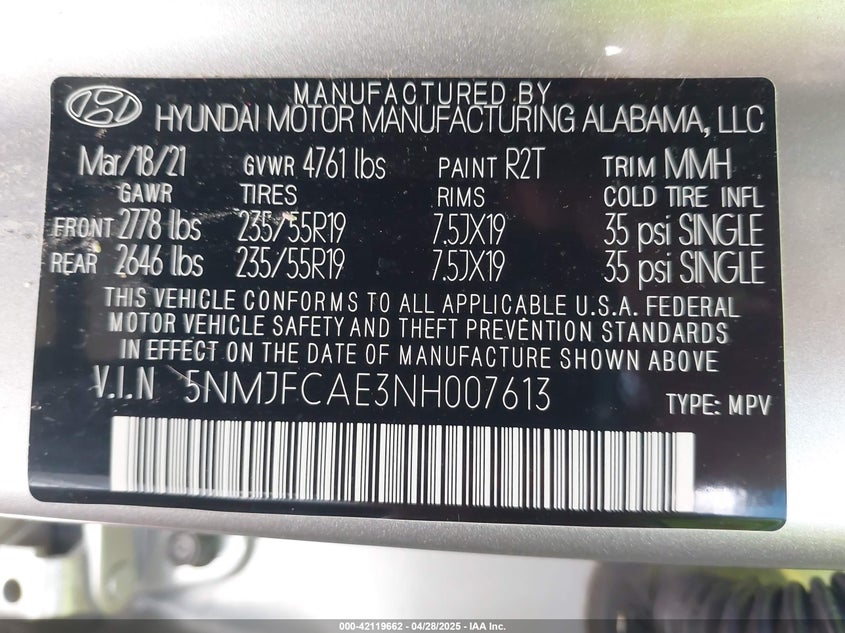 MANUFACTURED BY
HYUNDAI MOTOR MANUFACTURING ALABAMA, LLC
Mar/18/21 GVWR 4761 lbs PAINT R2T TRIM MMH
GAWR TIRES RIMS COLD TIRE INFL
FRONT 2778 lbs 235/55R19 7.5JX19 35 psi SINGLE
REAR 2646 lbs 235/55R19 7.5JX19 35 psi SINGLE
THIS VEHICLE CONFORMS TO ALL APPLICABLE U.S.A. FEDERAL
MOTOR VEHICLE SAFETY AND THEFT PREVENTION STANDARDS
IN EFFECT ON THE DATE OF MANUFACTURE SHOWN ABOVE
V.I.N 5NMJFCAE3NH007613 TYPE: MPV
000-42119662 - 04/28/2025 - IAA Inc.